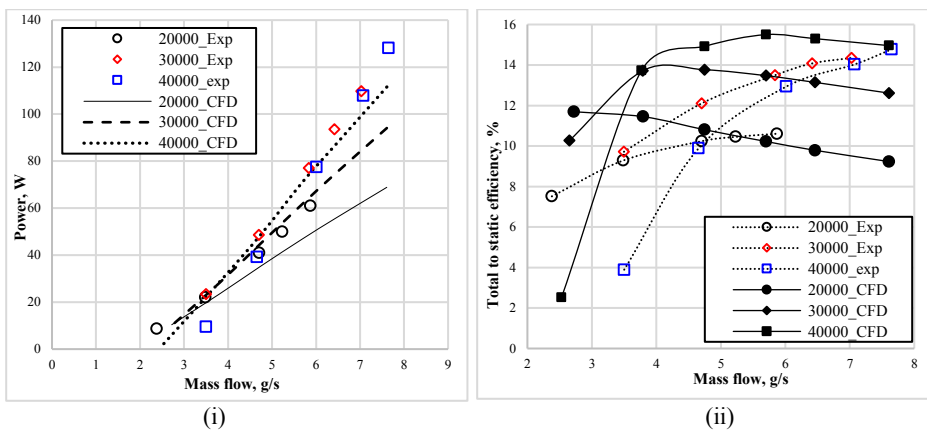 140
120
100
80
60
40
20
0
Power, W
20000_Exp
30000_Exp
40000_exp
20000_CFD
30000_CFD
40000_CFD
0 1 2 3 4 5 6 7 8 9
Mass flow, g/s
(i)
16
14
12
10
8
6
4
2
0
Total to static efficiency, %
20000_Exp
30000_Exp
40000_exp
20000_CFD
30000_CFD
40000_CFD
2 3 4 5 6 7 8
Mass flow, g/s
(ii)